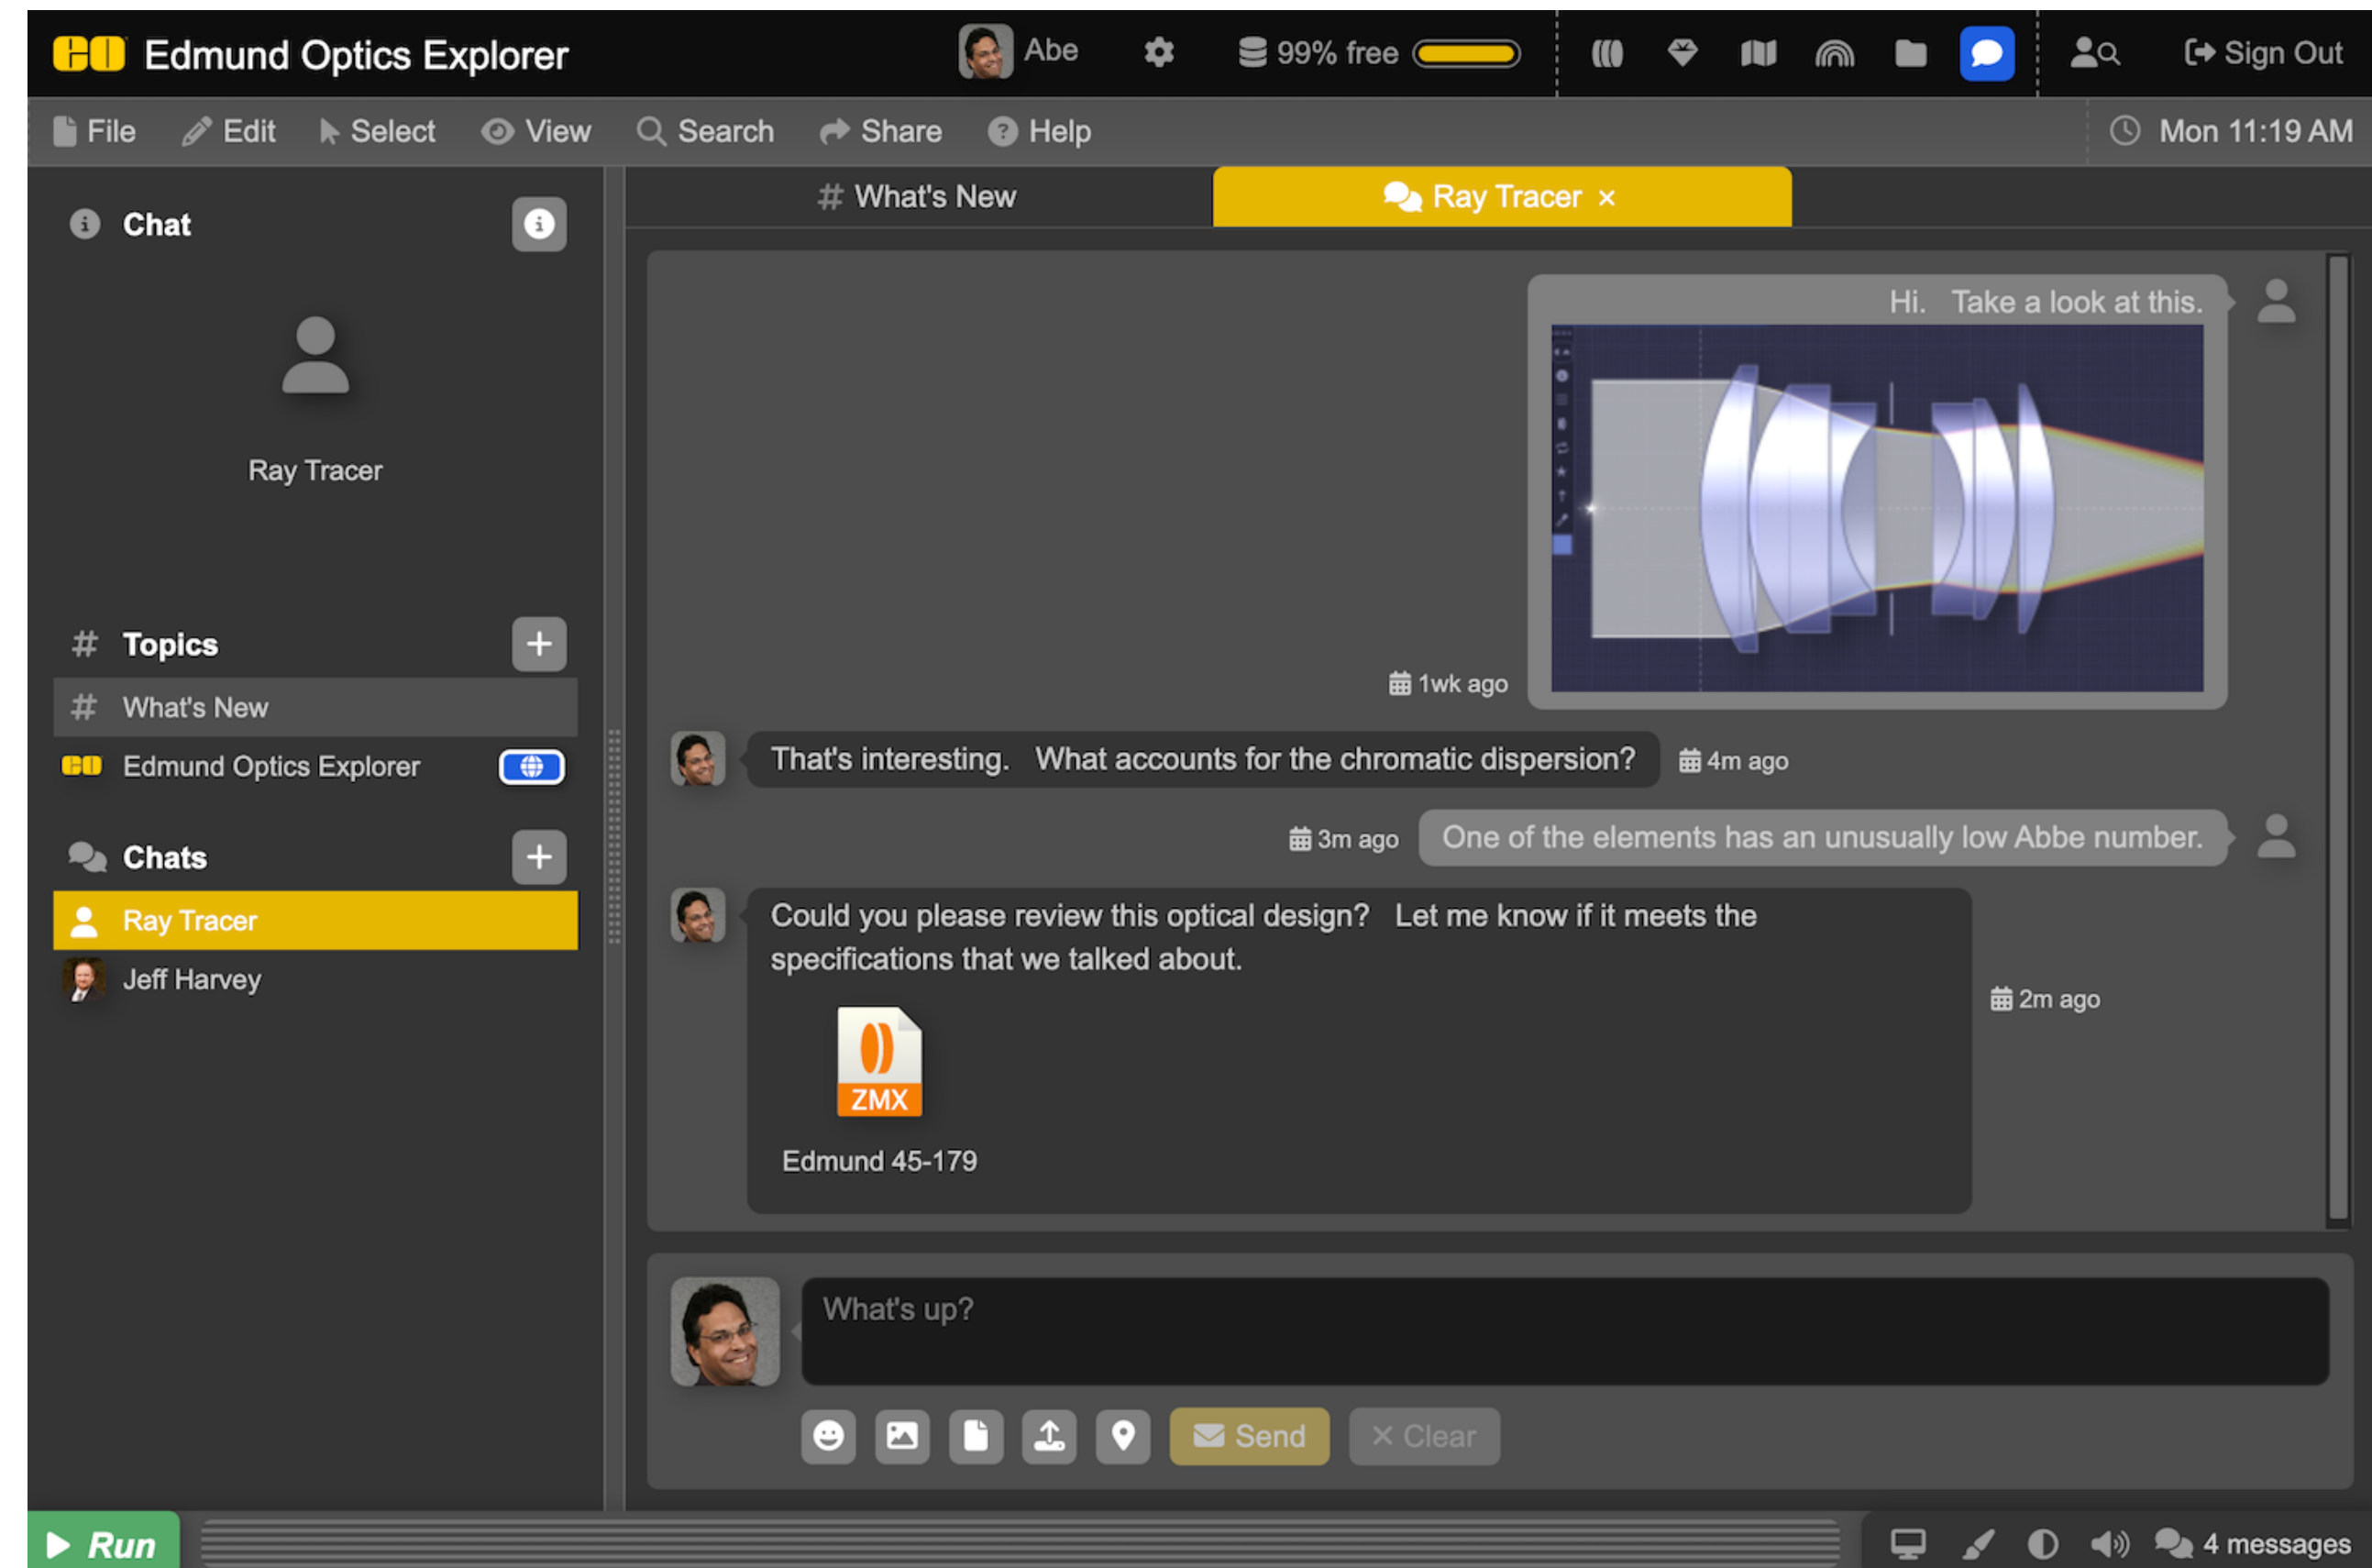 EO Edmund Optics Explorer
Abe
99% free
Sign Out
File Edit Select View Search Share Help
Mon 11:19 AM
Chat
Ray Tracer
# Topics
# What's New
EO Edmund Optics Explorer
Chats
Ray Tracer
Jeff Harvey
# What's New
Ray Tracer ×
Hi. Take a look at this.
1wk ago
That's interesting. What accounts for the chromatic dispersion?
4m ago
3m ago
One of the elements has an unusually low Abbe number.
Could you please review this optical design? Let me know if it meets the
specifications that we talked about.
2m ago
ZMX
Edmund 45-179
What's up?
Send
Clear
Run
4 messages